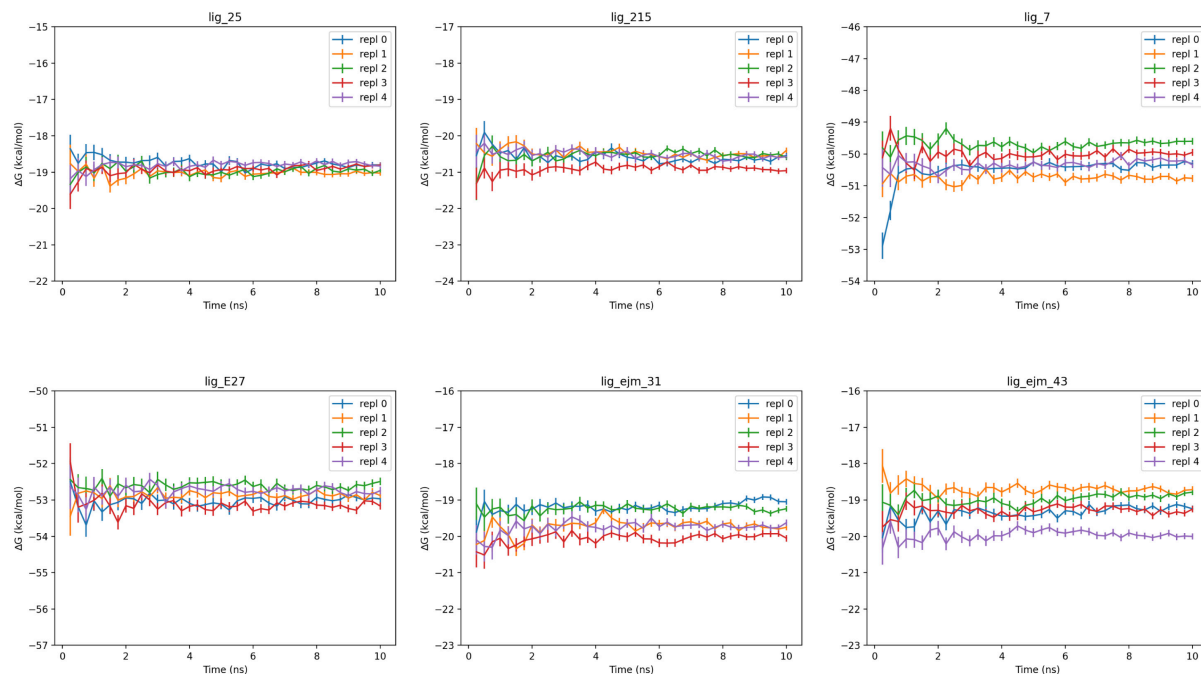 lig_25
−15
−16
−17
−18
−19
−20
−21
−22
ΔG (kcal/mol)
0
2
4
6
8
10
Time (ns)
repl 0
repl 1
repl 2
repl 3
repl 4
lig_215
−17
−18
−19
−20
−21
−22
−23
−24
ΔG (kcal/mol)
0
2
4
6
8
10
Time (ns)
repl 0
repl 1
repl 2
repl 3
repl 4
lig_7
−46
−47
−48
−49
−50
−51
−52
−53
−54
ΔG (kcal/mol)
0
2
4
6
8
10
Time (ns)
repl 0
repl 1
repl 2
repl 3
repl 4
lig_E27
−50
−51
−52
−53
−54
−55
−56
−57
ΔG (kcal/mol)
0
2
4
6
8
10
Time (ns)
repl 0
repl 1
repl 2
repl 3
repl 4
lig_ejm_31
−16
−17
−18
−19
−20
−21
−22
−23
ΔG (kcal/mol)
0
2
4
6
8
10
Time (ns)
repl 0
repl 1
repl 2
repl 3
repl 4
lig_ejm_43
−16
−17
−18
−19
−20
−21
−22
−23
ΔG (kcal/mol)
0
2
4
6
8
10
Time (ns)
repl 0
repl 1
repl 2
repl 3
repl 4